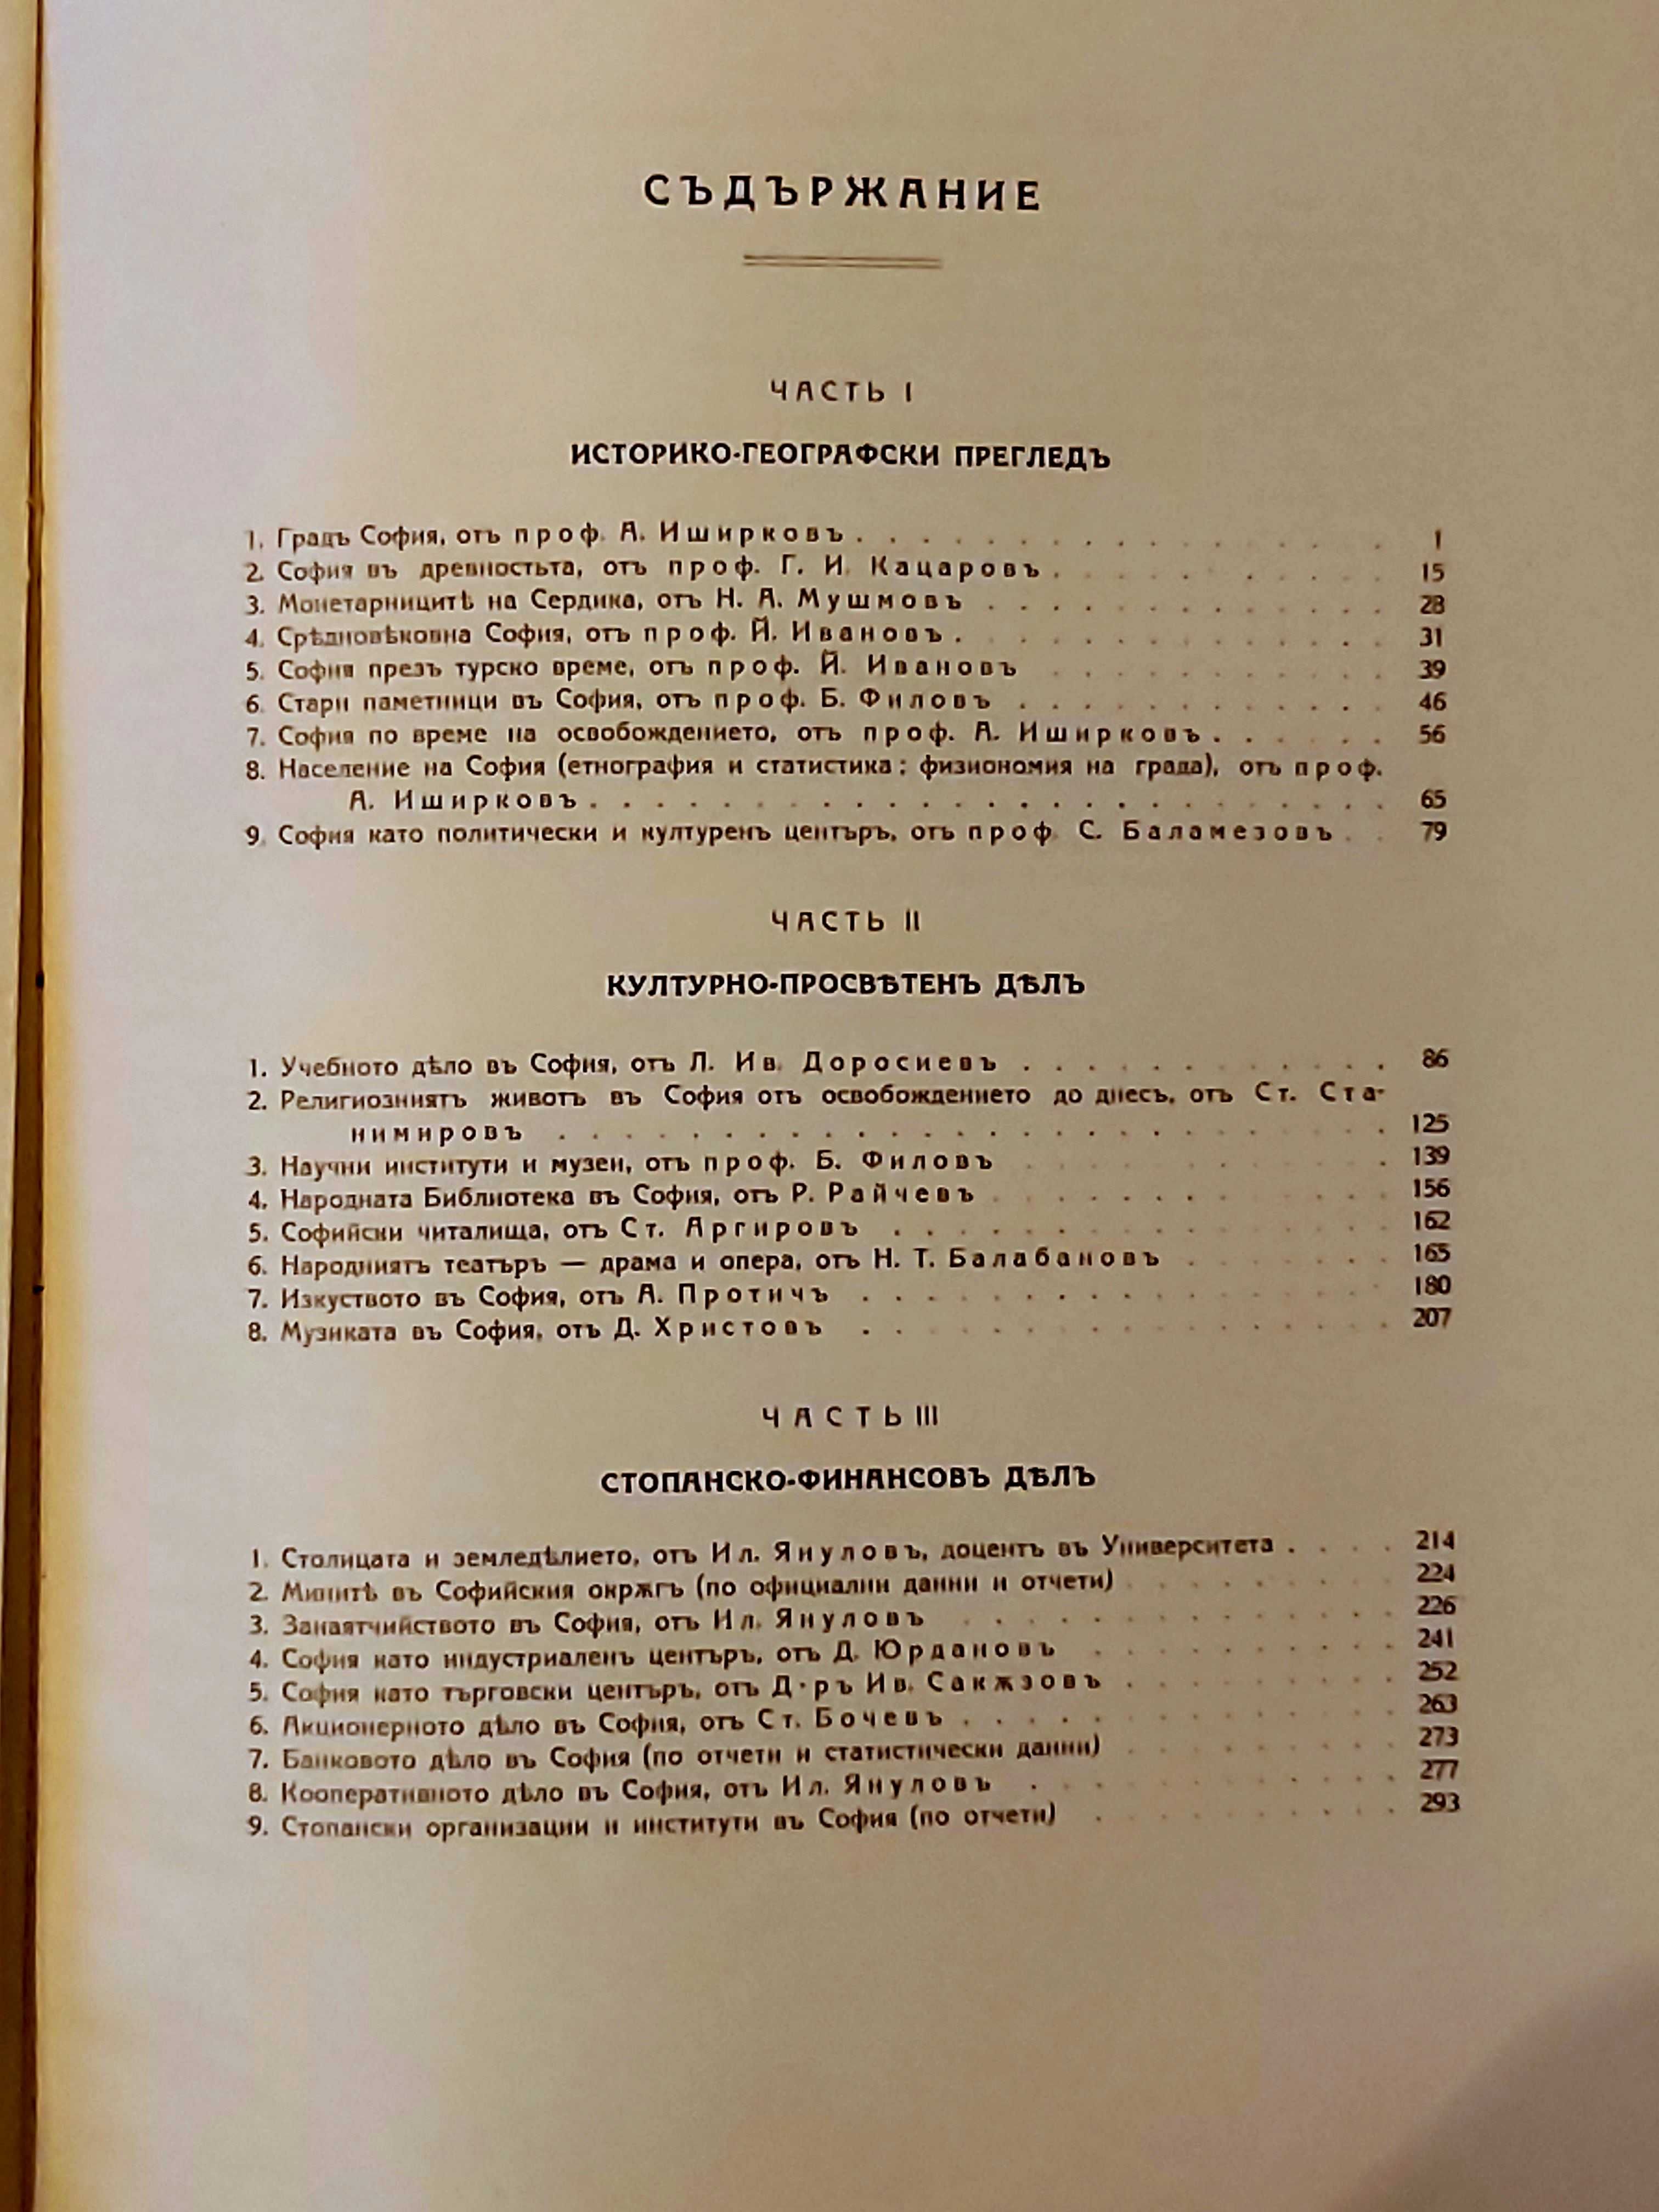 СЪДЪРЖАНИЕ
ЧАСТЬ I
ИСТОРИКО-ГЕОГРАФСКИ ПРЕГЛЕДЪ
1. Градъ София, отъ проф. А. Иширковъ . . . . . . . . . . . . . . . . 1
2. София въ древностьта, отъ проф. Г. И. Кацаровъ . . . . . . . . . . 15
3. Монетарницитѣ на Сердика, отъ Н. А. Мушмовъ . . . . . . . . . . . . 28
4. Срѣдновѣковна София, отъ проф. Й. Ивановъ . . . . . . . . . . . . . 31
5. София презъ турско време, отъ проф. Й. Ивановъ . . . . . . . . . . . 39
6. Стари паметници въ София, отъ проф. Б. Филовъ . . . . . . . . . . . 46
7. София по време на освобождението, отъ проф. А. Иширковъ . . . . . . 56
8. Население на София (етнография и статистика; физиономия на града), отъ проф.
А. Иширковъ . . . . . . . . . . . . . . . . . . . . . . . . 65
9. София като политически и културенъ центъръ, отъ проф. С. Баламезовъ . . 79
ЧАСТЬ II
КУЛТУРНО-ПРОСВѢТЕНЪ ДѢЛЪ
1. Учебното дѣло въ София, отъ Л. Ив. Доросиевъ . . . . . . . . . . . . 86
2. Религиозниятъ животъ въ София отъ освобождението до днесъ, отъ Ст. Ста-
нимировъ . . . . . . . . . . . . . . . . . . . . . . . . . . 125
3. Научни институти и музеи, отъ проф. Б. Филовъ . . . . . . . . . . . . 139
4. Народната Библиотека въ София, отъ Р. Райчевъ . . . . . . . . . . . . 156
5. Софийски читалища, отъ Ст. Аргировъ . . . . . . . . . . . . . . . . 162
6. Народниятъ театъръ — драма и опера, отъ Н. Т. Балабановъ . . . . . . . 165
7. Изкуството въ София, отъ А. Протичъ . . . . . . . . . . . . . . . . . 180
8. Музиката въ София, отъ Д. Христовъ . . . . . . . . . . . . . . . . . 207
ЧАСТЬ III
СТОПАНСКО-ФИНАНСОВЪ ДѢЛЪ
1. Столицата и земледѣлието, отъ Ил. Януловъ, доцентъ въ Университета . . . . 214
2. Минитѣ въ Софийския окрѫгъ (по официални данни и отчети) . . . . . . . . 224
3. Занаятчийството въ София, отъ Ил. Януловъ . . . . . . . . . . . . . . 226
4. София като индустриаленъ центъръ, отъ Д. Юрдановъ . . . . . . . . . . 241
5. София като търговски центъръ, отъ Д-ръ Ив. Сакѫзовъ . . . . . . . . . 252
6. Акционерното дѣло въ София, отъ Ст. Бочевъ . . . . . . . . . . . . . . 263
7. Банковото дѣло въ София (по отчети и статистически данни) . . . . . . . . 273
8. Кооперативното дѣло въ София, отъ Ил. Януловъ . . . . . . . . . . . . 277
9. Стопански организации и институти въ София (по отчети) . . . . . . . . . 293